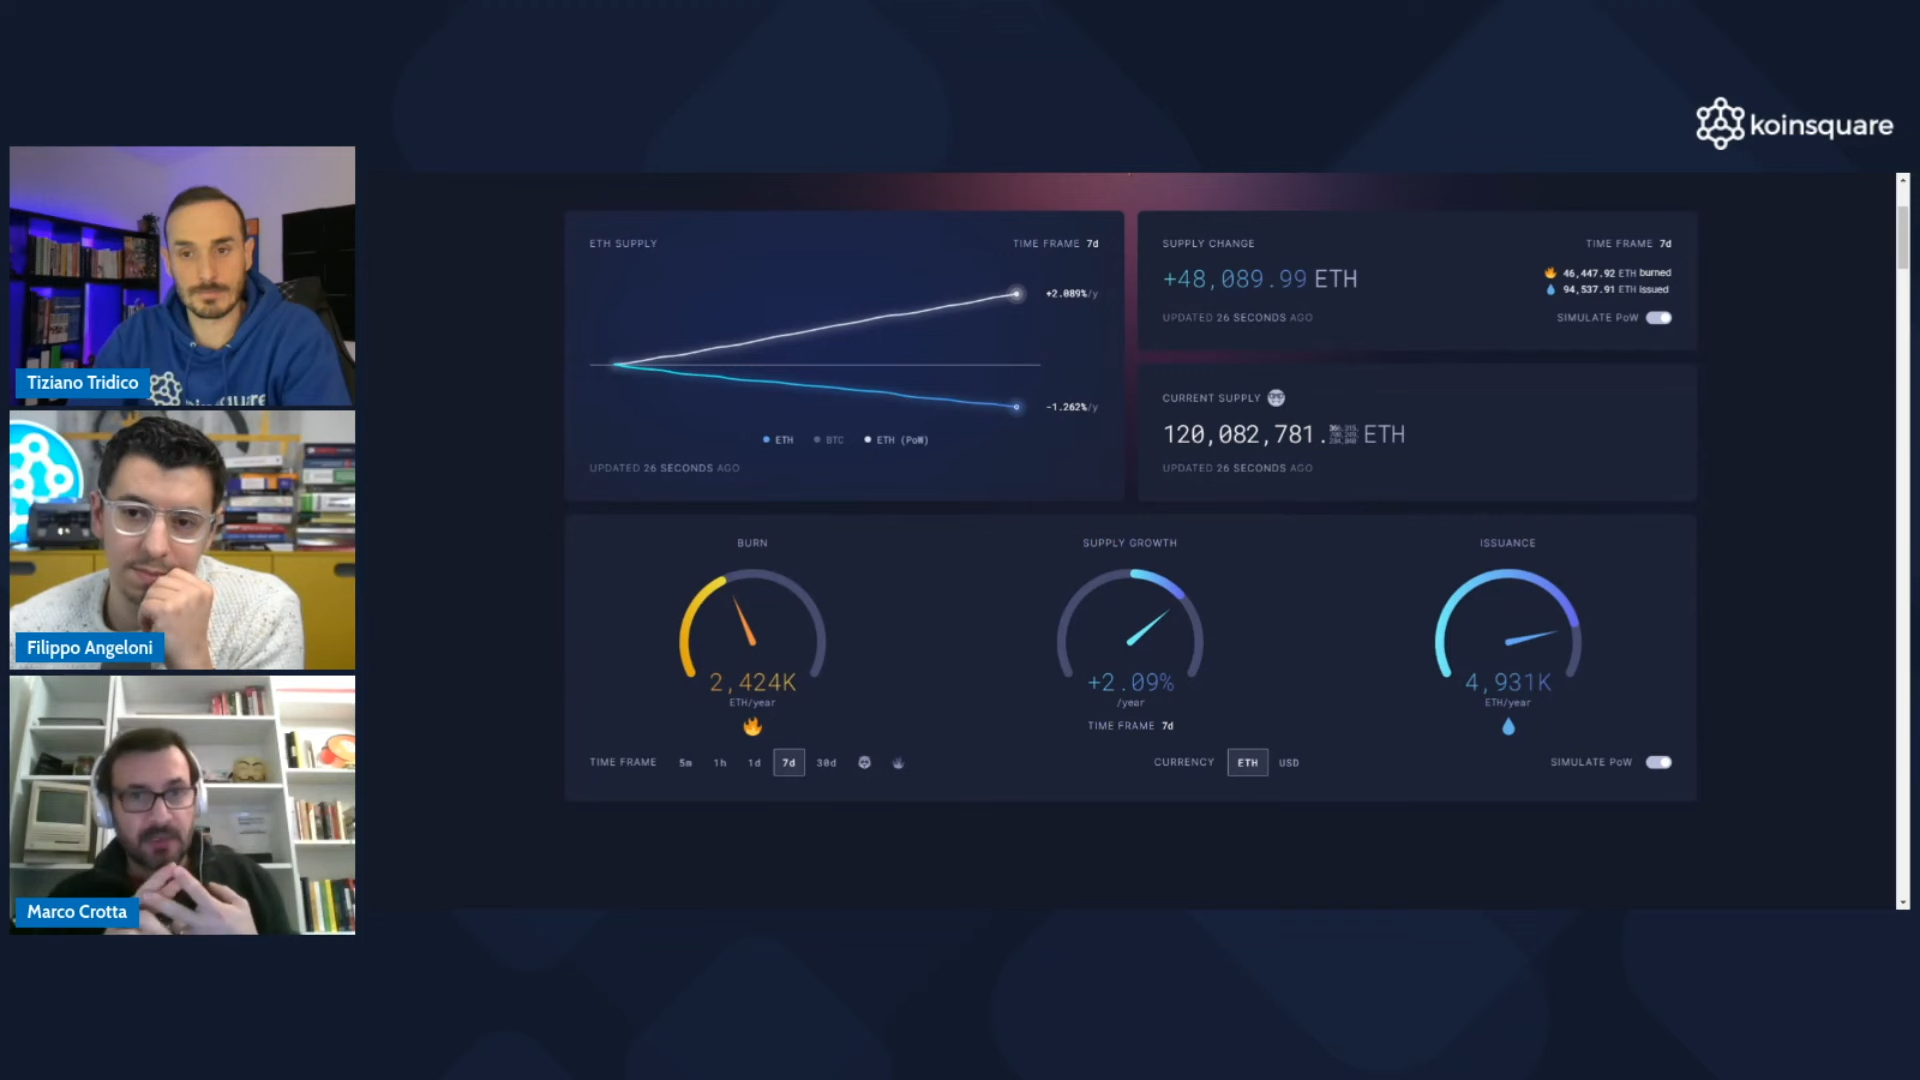 koinsquare
Tiziano Tridico
koinsquare
Filippo Angeloni
Marco Crotta
ETH SUPPLY
TIME FRAME 7d
+2.089%/y
-1.262%/y
ETH
BTC
ETH (PoW)
UPDATED 26 SECONDS AGO
SUPPLY CHANGE
TIME FRAME 7d
+48,089.99 ETH
46,447.92 ETH burned
94,537.91 ETH issued
UPDATED 26 SECONDS AGO
SIMULATE PoW
CURRENT SUPPLY
120,082,781. ETH
UPDATED 26 SECONDS AGO
BURN
2,424K
ETH/year
SUPPLY GROWTH
+2.09%
/year
TIME FRAME 7d
ISSUANCE
4,931K
ETH/year
TIME FRAME 5m 1h 1d 7d 30d
CURRENCY ETH USD
SIMULATE PoW